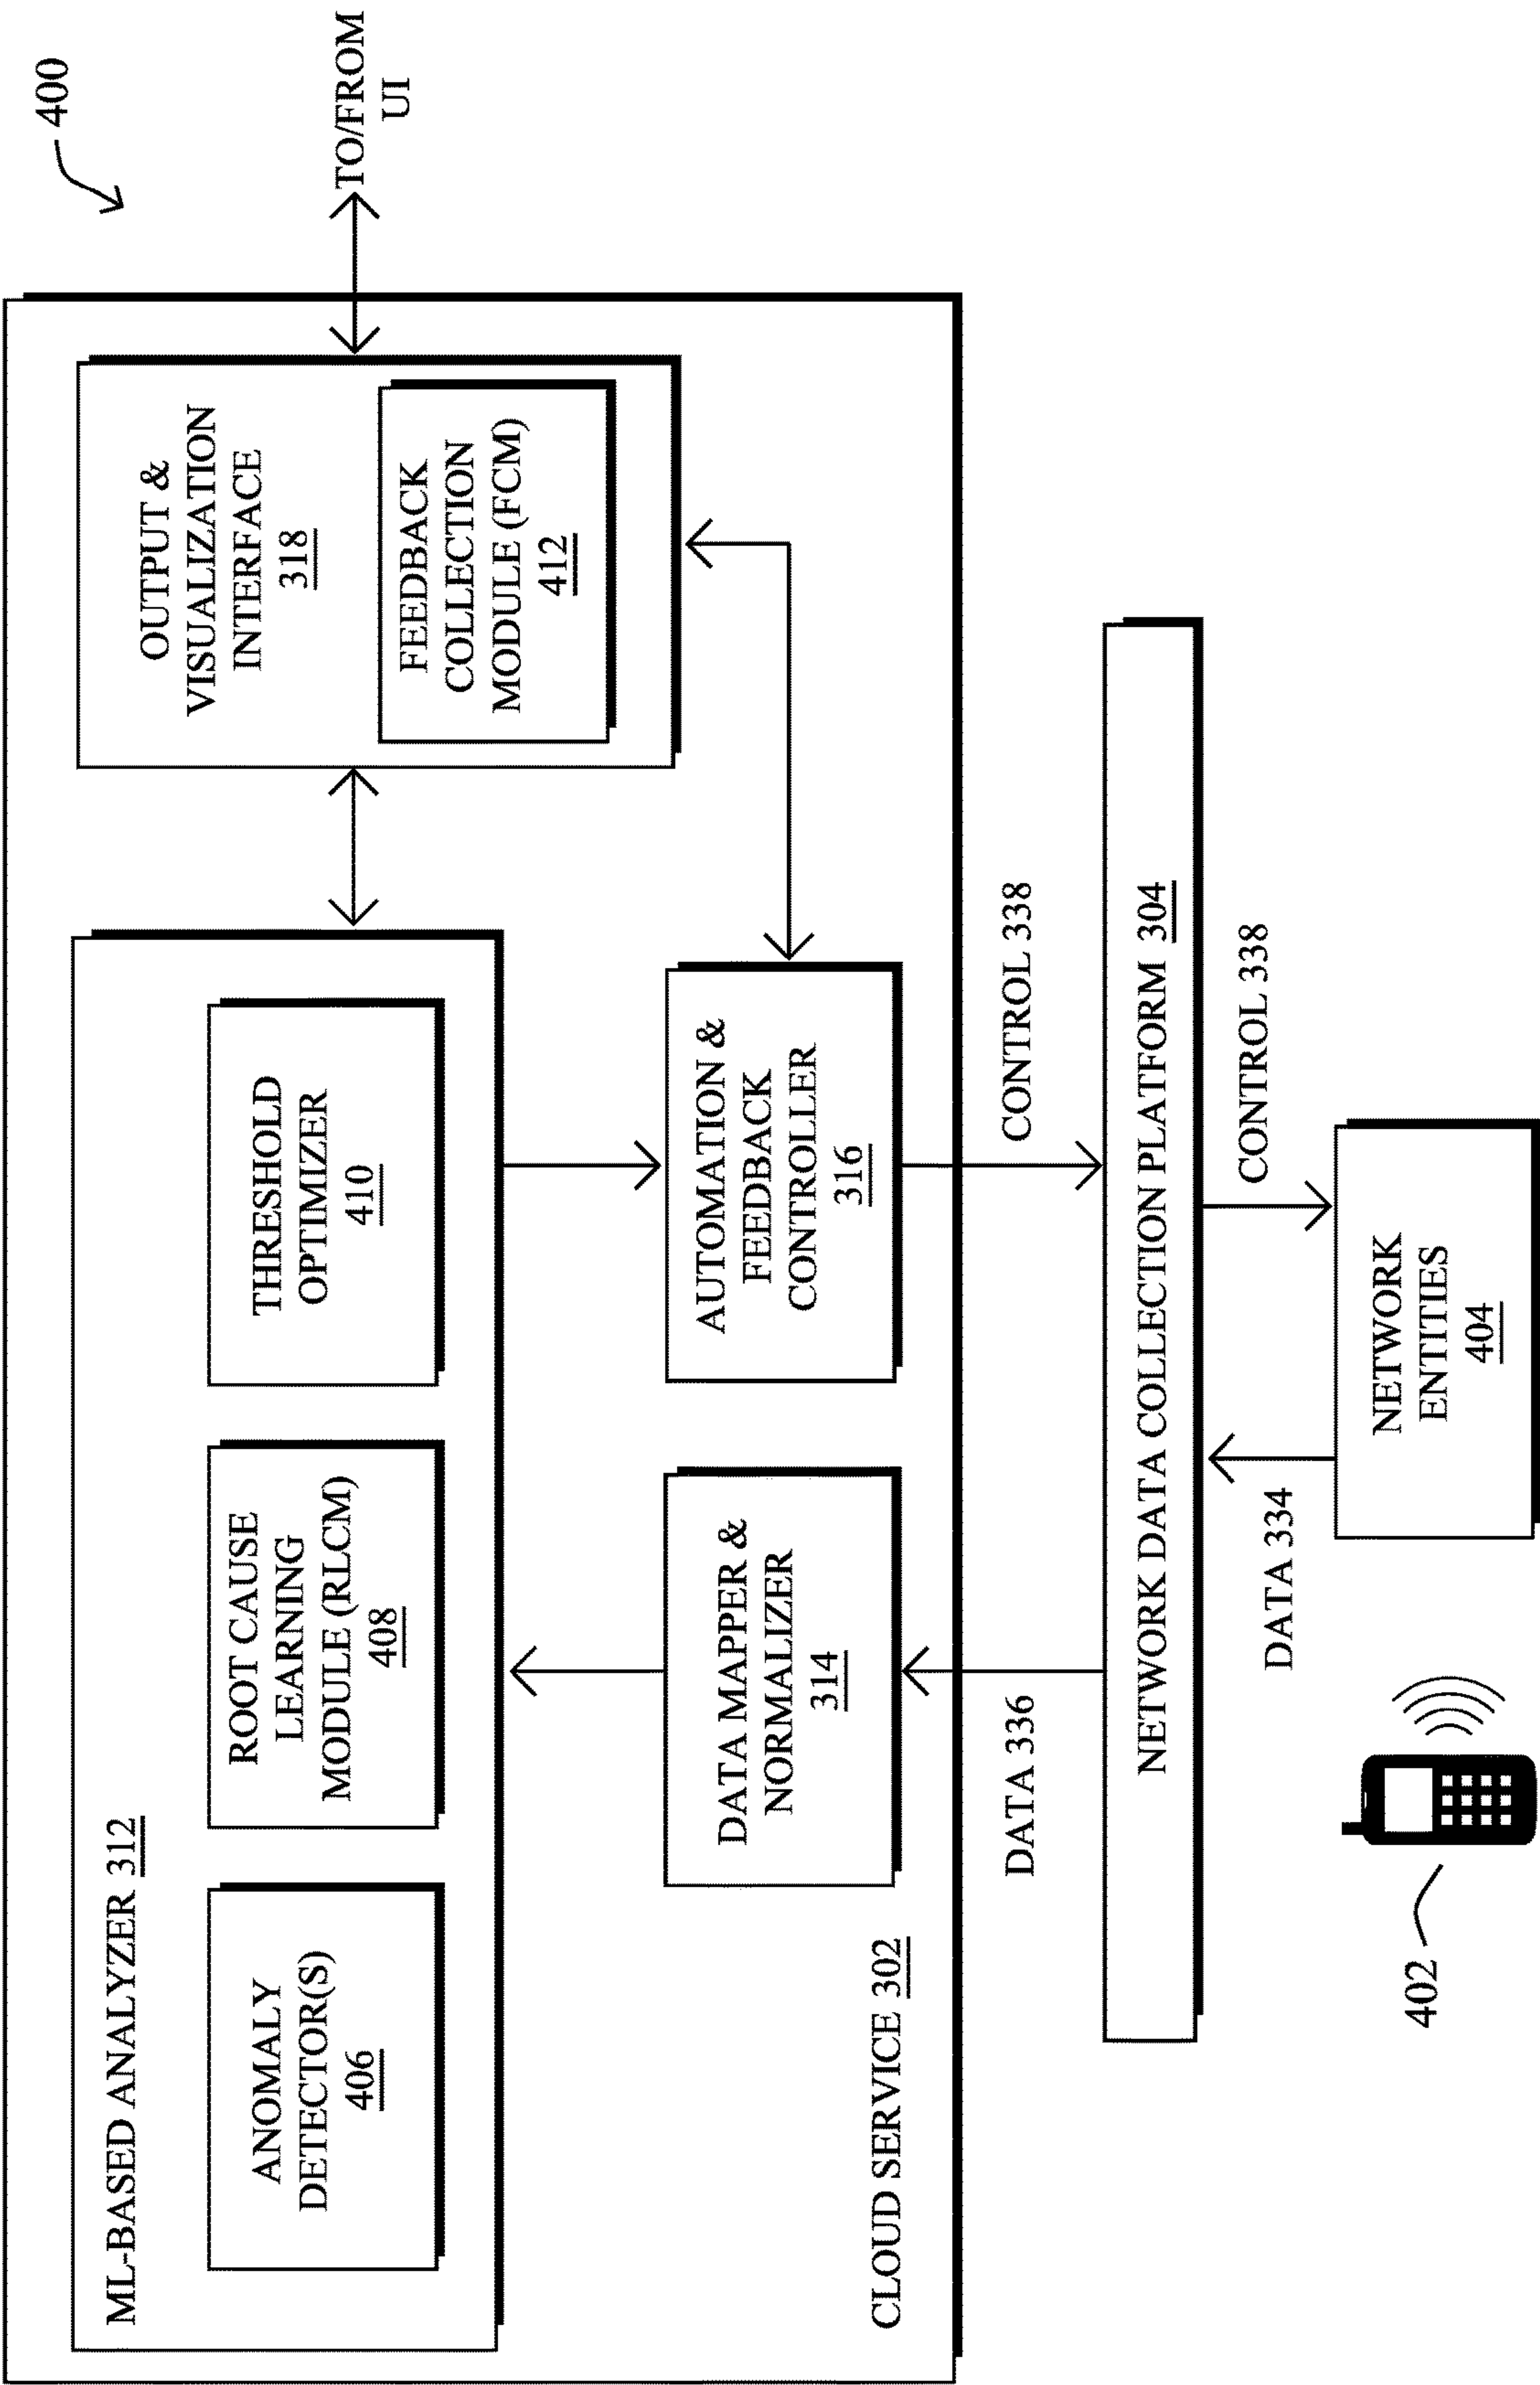 400
TO/FROM
UI
ML-BASED ANALYZER 312
ANOMALY
DETECTOR(S)
406
ROOT CAUSE
LEARNING
MODULE (RLCM)
408
THRESHOLD
OPTIMIZER
410
OUTPUT &
VISUALIZATION
INTERFACE
318
FEEDBACK
COLLECTION
MODULE (FCM)
412
DATA MAPPER &
NORMALIZER
314
AUTOMATION &
FEEDBACK
CONTROLLER
316
CLOUD SERVICE 302
DATA 336
CONTROL 338
NETWORK DATA COLLECTION PLATFORM 304
DATA 334
CONTROL 338
402
NETWORK
ENTITIES
404